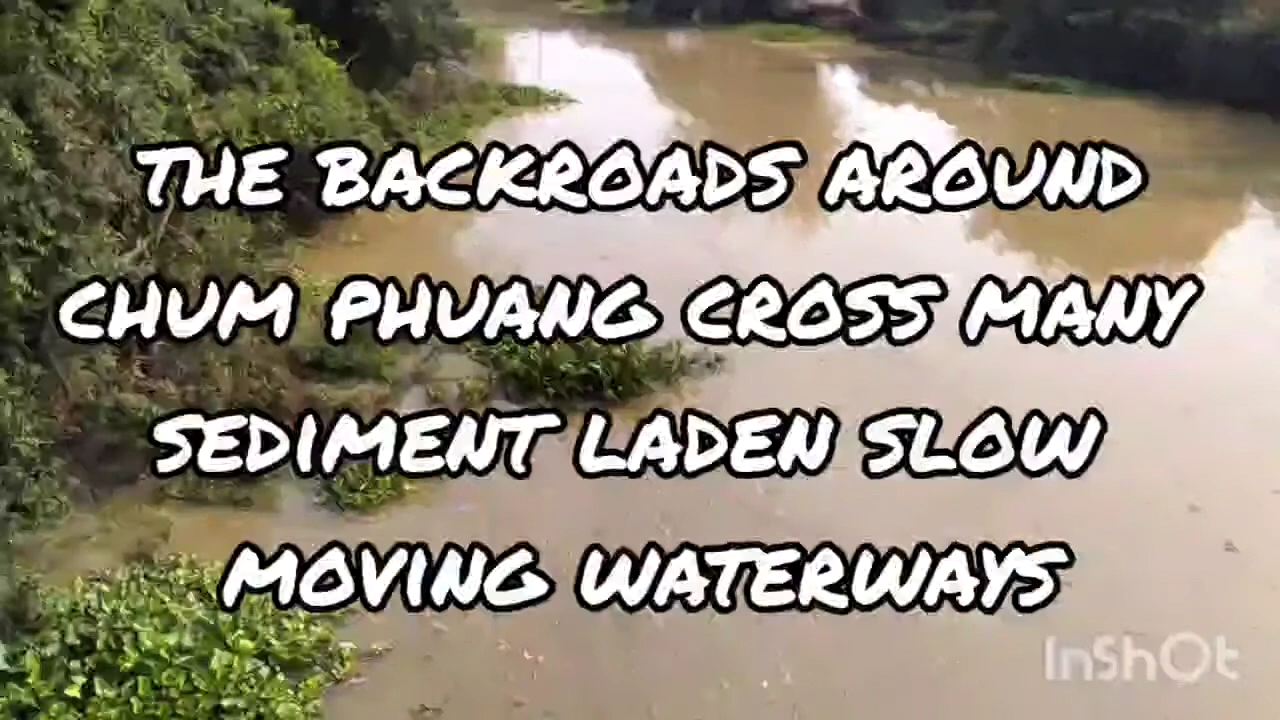 THE BACKROADS AROUND
CHUM PHUANG CROSS MANY
SEDIMENT LADEN SLOW
MOVING WATERWAYS
InShOt